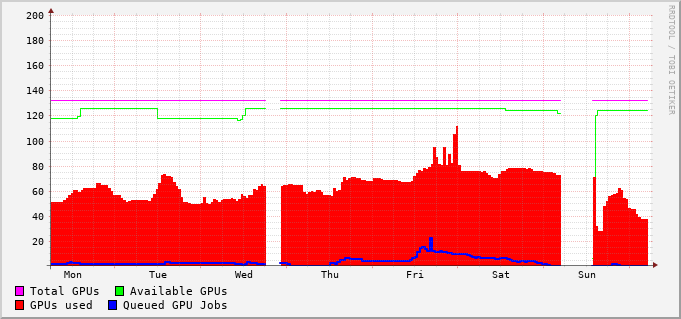 200
180
160
140
120
100
80
60
40
20
Mon Tue Wed Thu Fri Sat Sun
RRDTOOL / TOBI OETIKER
Total GPUs Available GPUs
GPUs used Queued GPU Jobs